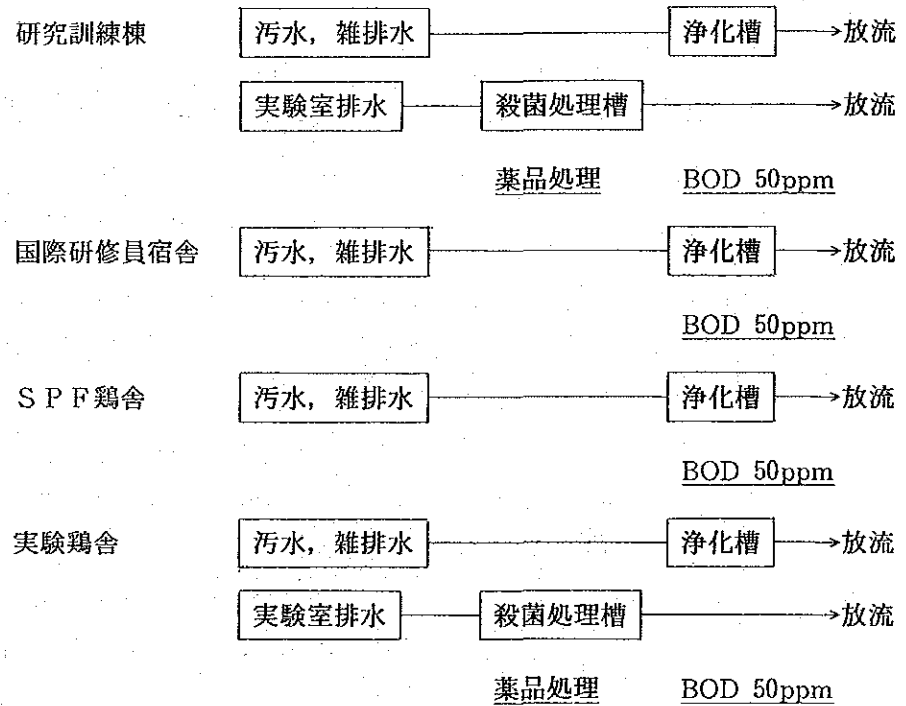 研究訓練棟 汚水，雑排水 浄化槽 放流
実験室排水 殺菌処理槽 放流
薬品処理 BOD 50ppm
国際研修員宿舎 汚水，雑排水 浄化槽 放流
BOD 50ppm
ＳＰＦ鶏舎 汚水，雑排水 浄化槽 放流
BOD 50ppm
実験鶏舎 汚水，雑排水 浄化槽 放流
実験室排水 殺菌処理槽 放流
薬品処理 BOD 50ppm